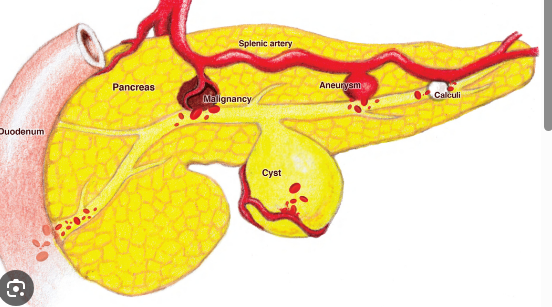 Splenic artery
Pancreas
Aneurysm
Malignancy
Calculi
Duodenum
Cyst